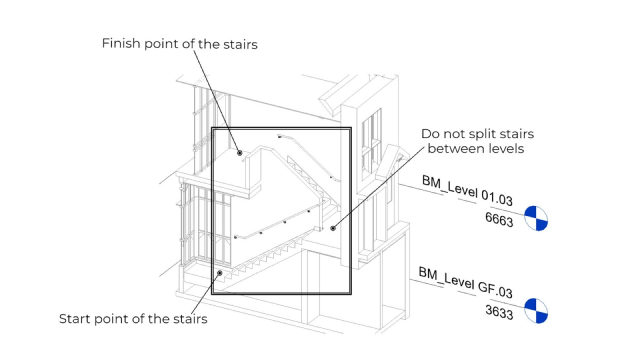 Finish point of the stairs
Do not split stairs
between levels
BM_Level 01.03
6663
BM_Level GF.03
3633
Start point of the stairs